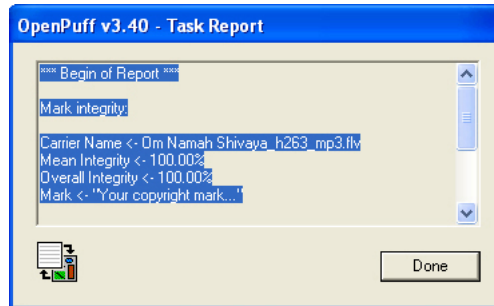 OpenPuff v3.40 - Task Report
*** Begin of Report ***
Mark integrity:
Carrier Name <- Om Namah Shivaya_h263_mp3.flv
Mean Integrity <- 100.00%
Overall Integrity <- 100.00%
Mark <- "Your copyright mark..."
Done